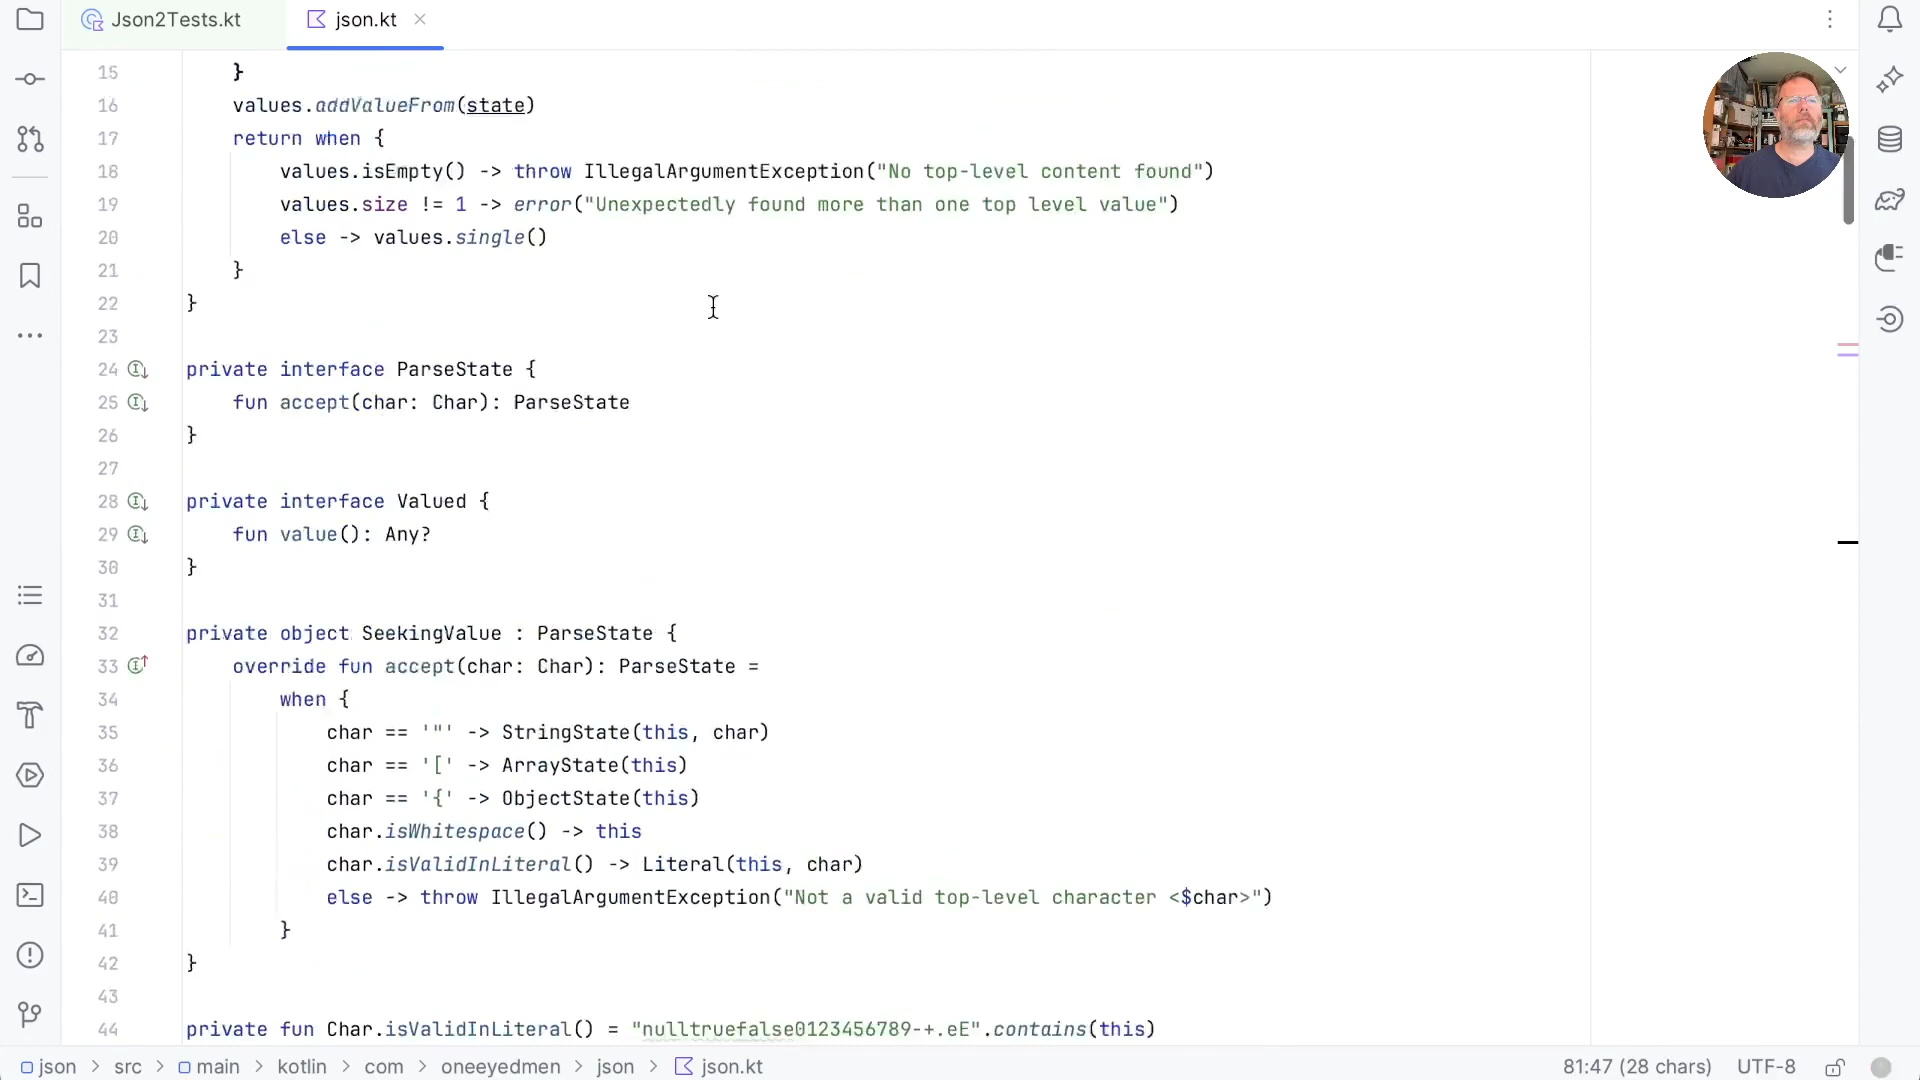 Json2Tests.kt
json.kt
15 }
16 values.addValueFrom(state)
17 return when {
18 values.isEmpty() -> throw IllegalArgumentException("No top-level content found")
19 values.size != 1 -> error("Unexpectedly found more than one top level value")
20 else -> values.single()
21 }
22 }
23
24 private interface ParseState {
25 fun accept(char: Char): ParseState
26 }
27
28 private interface Valued {
29 fun value(): Any?
30 }
31
32 private object SeekingValue : ParseState {
33 override fun accept(char: Char): ParseState =
34 when {
35 char == '"' -> StringState(this, char)
36 char == '[' -> ArrayState(this)
37 char == '{' -> ObjectState(this)
38 char.isWhitespace() -> this
39 char.isValidInLiteral() -> Literal(this, char)
40 else -> throw IllegalArgumentException("Not a valid top-level character <$char>")
41 }
42 }
43
44 private fun Char.isValidInLiteral() = "nulltruefalse0123456789-+.eE".contains(this)
json > src > main > kotlin > com > oneeyedmen > json > json.kt 81:47 (28 chars) UTF-8